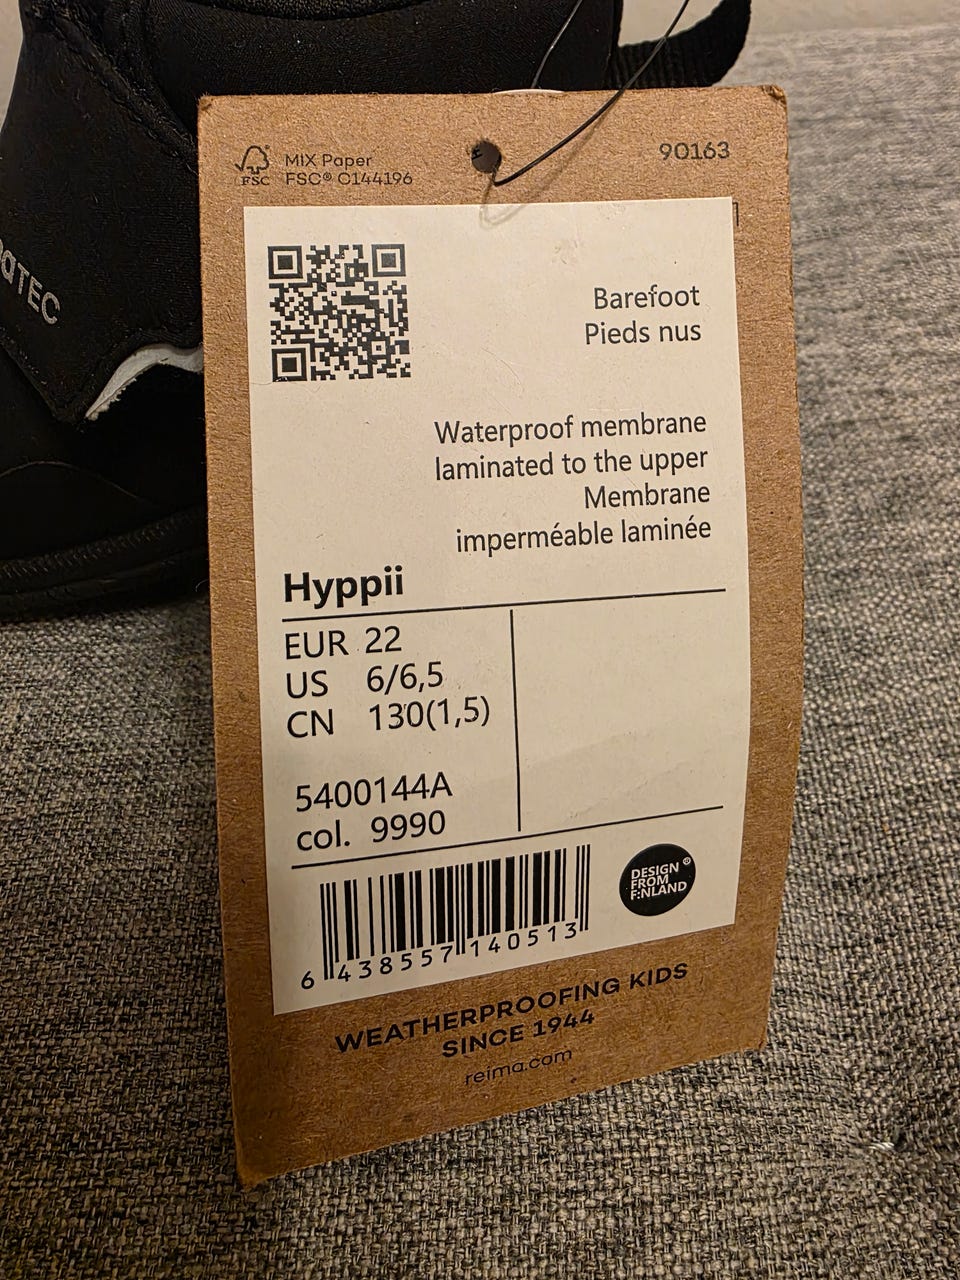 MIX Paper
FSC® C144196
FSC
90163
Barefoot
Pieds nus
Waterproof membrane
laminated to the upper
Membrane
imperméable laminée
Hyppii
EUR 22
US 6/6,5
CN 130(1,5)
5400144A
col. 9990
6 438557 140513
DESIGN ®
FROM
F:NLAND
WEATHERPROOFING KIDS
SINCE 1944
reima.com